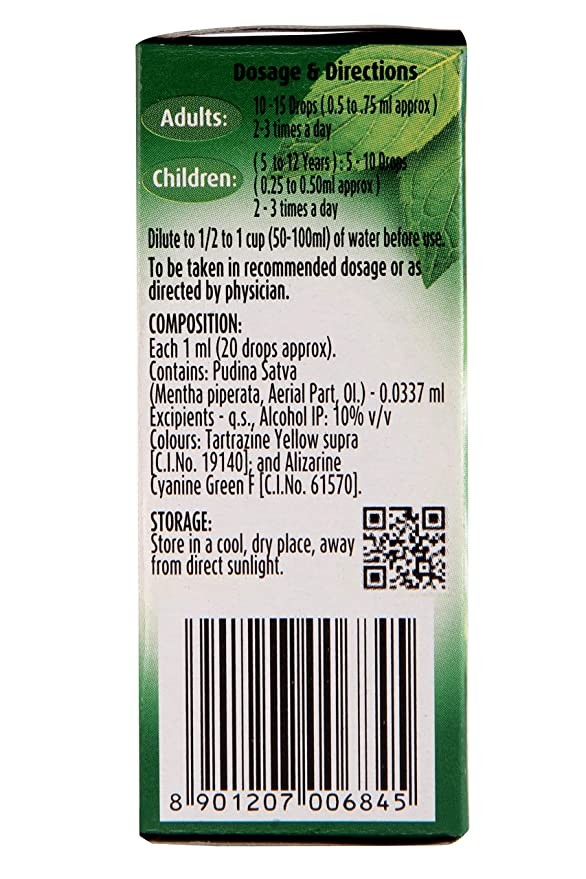 Dosage & Directions
Adults:
10 -15 Drops ( 0.5 to .75 ml approx )
2-3 times a day
Children:
( 5 to 12 Years ) : 5 - 10 Drops
( 0.25 to 0.50ml approx )
2 - 3 times a day
Dilute to 1/2 to 1 cup (50-100ml) of water before use.
To be taken in recommended dosage or as
directed by physician.
COMPOSITION:
Each 1 ml (20 drops approx).
Contains: Pudina Satva
(Mentha piperata, Aerial Part, Ol.) - 0.0337 ml
Excipients - q.s., Alcohol IP: 10% v/v
Colours: Tartrazine Yellow supra
[C.I.No. 19140]; and Alizarine
Cyanine Green F [C.I.No. 61570].
STORAGE:
Store in a cool, dry place, away
from direct sunlight.
8 901207 006845